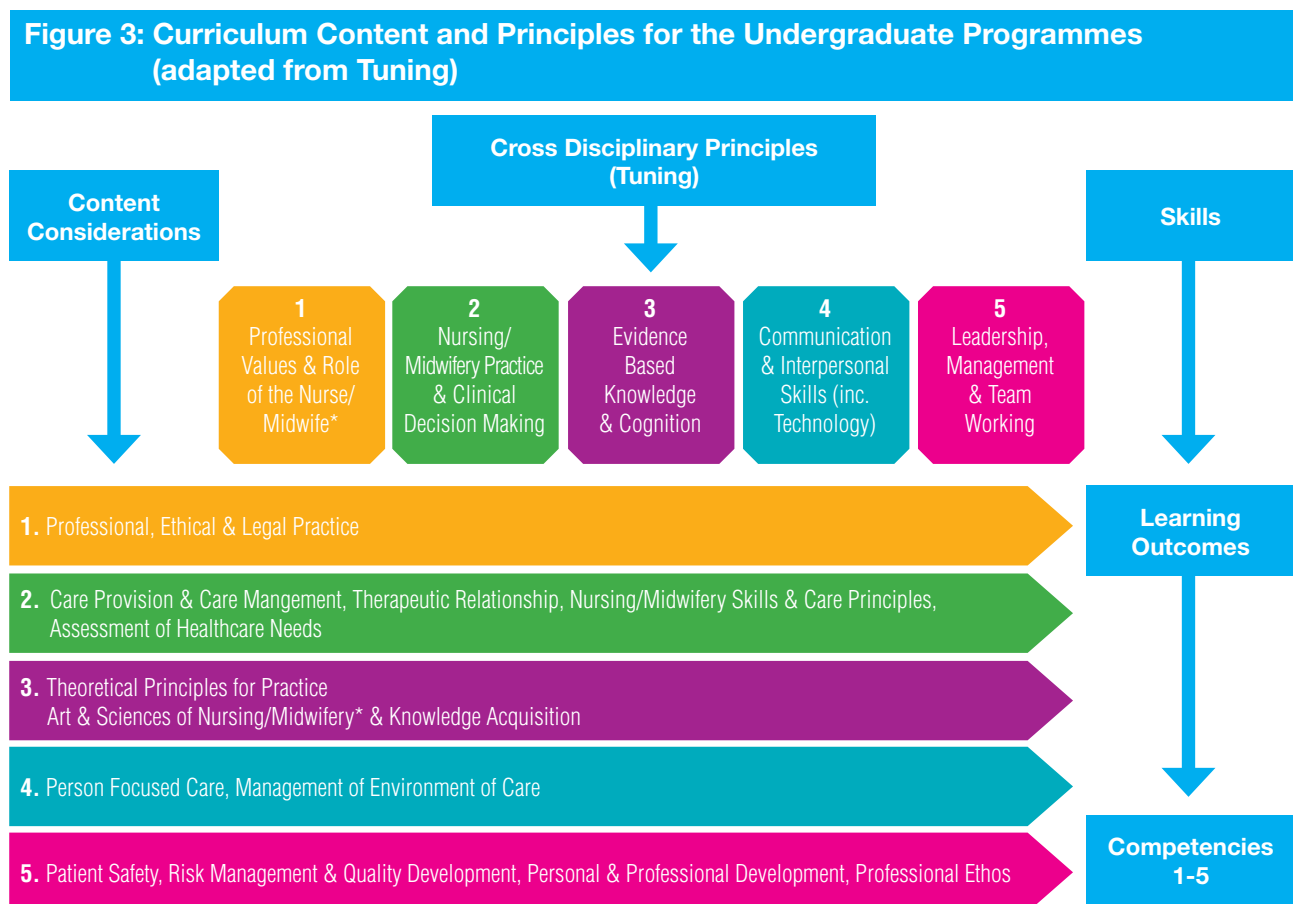 Figure 3: Curriculum Content and Principles for the Undergraduate Programmes
(adapted from Tuning)
Cross Disciplinary Principles
(Tuning)
Content
Considerations
Skills
1
Professional
Values & Role
of the Nurse/
Midwife*
2
Nursing/
Midwifery Practice
& Clinical
Decision Making
3
Evidence
Based
Knowledge
& Cognition
4
Communication
& Interpersonal
Skills (inc.
Technology)
5
Leadership,
Management
& Team
Working
1. Professional, Ethical & Legal Practice
Learning
Outcomes
2. Care Provision & Care Mangement, Therapeutic Relationship, Nursing/Midwifery Skills & Care Principles,
Assessment of Healthcare Needs
3. Theoretical Principles for Practice
Art & Sciences of Nursing/Midwifery* & Knowledge Acquisition
4. Person Focused Care, Management of Environment of Care
5. Patient Safety, Risk Management & Quality Development, Personal & Professional Development, Professional Ethos
Competencies
1-5